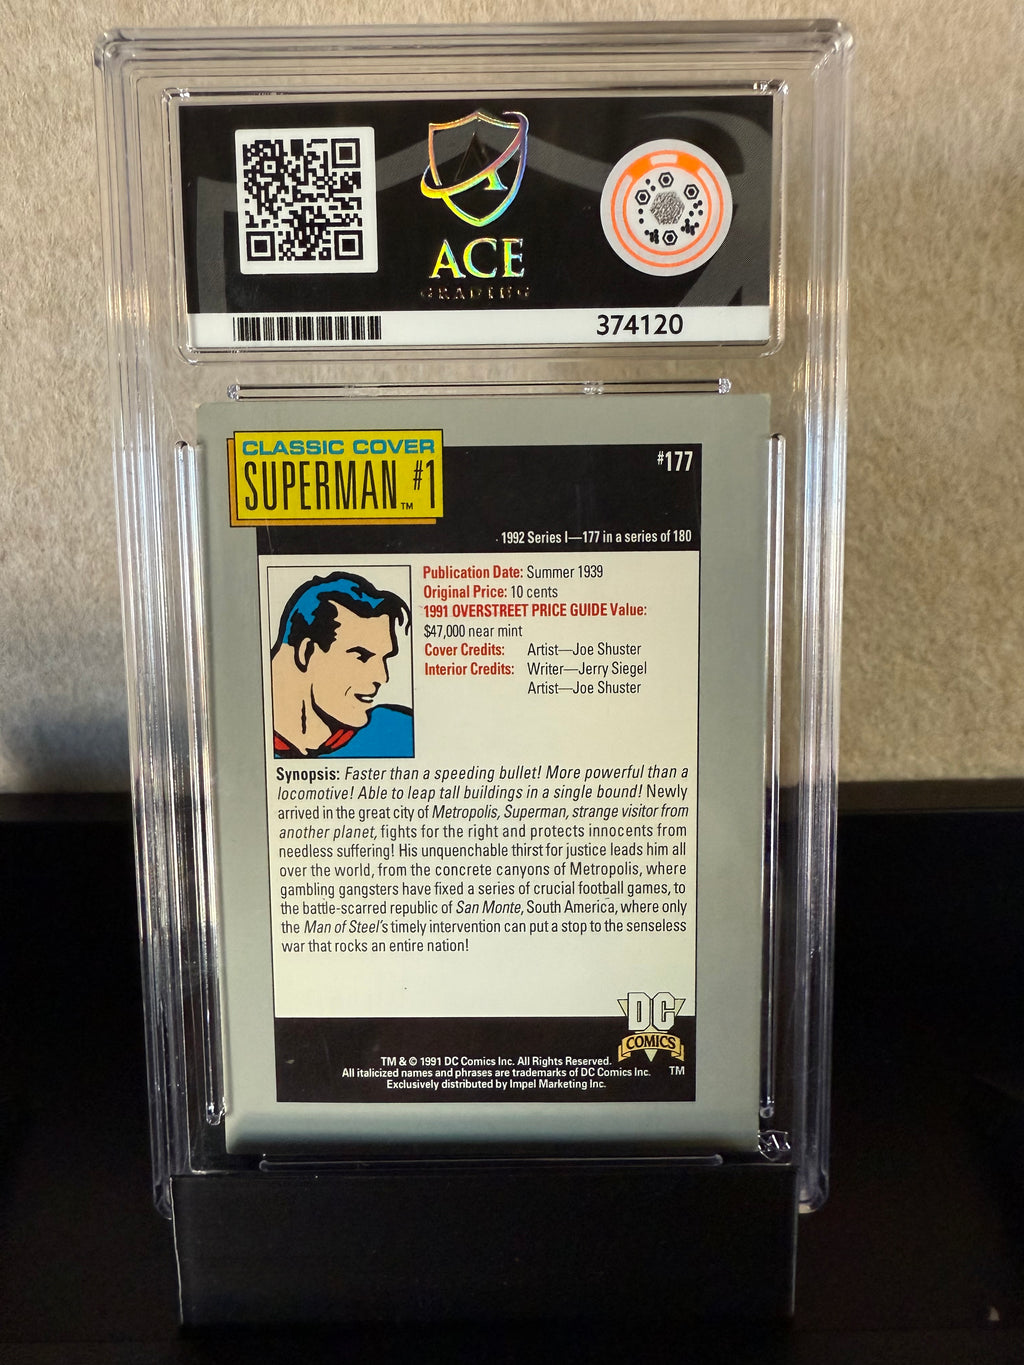 ACE
GRADING
374120
CLASSIC COVER
SUPERMAN™ #1
#177
1992 Series I—177 in a series of 180
Publication Date: Summer 1939
Original Price: 10 cents
1991 OVERSTREET PRICE GUIDE Value:
$47,000 near mint
Cover Credits: Artist—Joe Shuster
Interior Credits: Writer—Jerry Siegel
Artist—Joe Shuster
Synopsis: Faster than a speeding bullet! More powerful than a
locomotive! Able to leap tall buildings in a single bound! Newly
arrived in the great city of Metropolis, Superman, strange visitor from
another planet, fights for the right and protects innocents from
needless suffering! His unquenchable thirst for justice leads him all
over the world, from the concrete canyons of Metropolis, where
gambling gangsters have fixed a series of crucial football games, to
the battle-scarred republic of San Monte, South America, where only
the Man of Steel's timely intervention can put a stop to the senseless
war that rocks an entire nation!
DC
COMICS
TM
TM & © 1991 DC Comics Inc. All Rights Reserved.
All italicized names and phrases are trademarks of DC Comics Inc.
Exclusively distributed by Impel Marketing Inc.